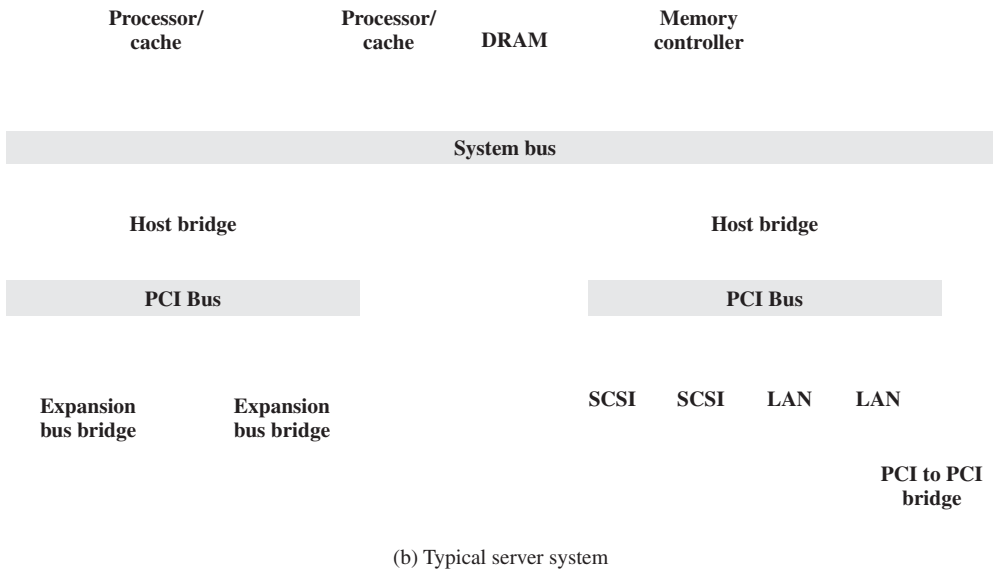 Processor/
cache
Processor/
cache
DRAM
Memory
controller
System bus
Host bridge
Host bridge
PCI Bus
PCI Bus
Expansion
bus bridge
Expansion
bus bridge
SCSI
SCSI
LAN
LAN
PCI to PCI
bridge
(b) Typical server system